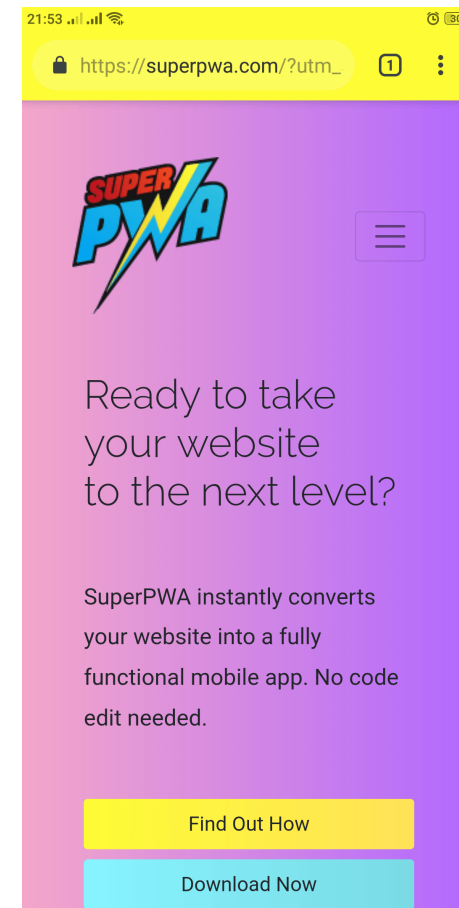 21:53
30
https://superpwa.com/?utm_
1
SUPER
PWA
Ready to take
your website
to the next level?
SuperPWA instantly converts
your website into a fully
functional mobile app. No code
edit needed.
Find Out How
Download Now